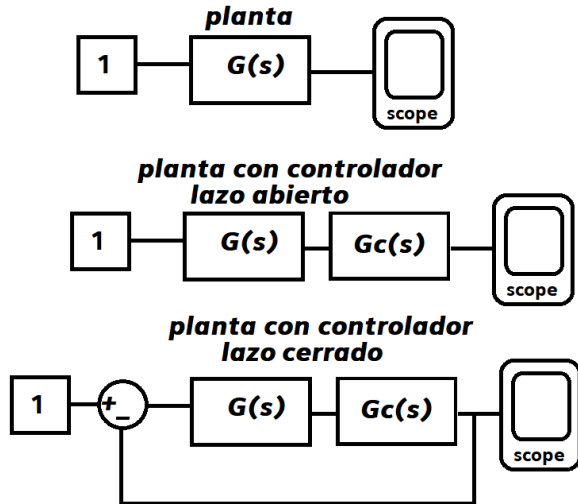 planta
1
G(s)
scope
planta con controlador
lazo abierto
1
G(s)
Gc(s)
scope
planta con controlador
lazo cerrado
1
+
_
G(s)
Gc(s)
scope